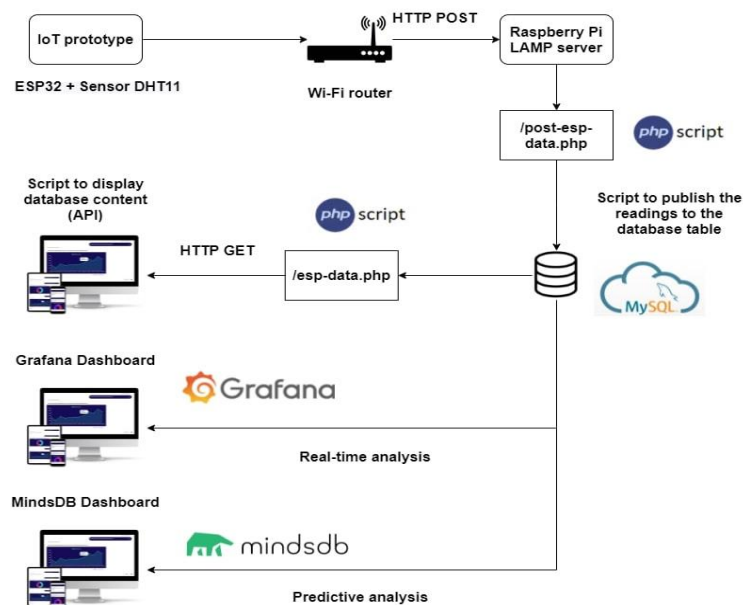 IoT prototype
ESP32 + Sensor DHT11
Wi-Fi router
HTTP POST
Raspberry Pi
LAMP server
/post-esp-
data.php
php script
Script to publish the
readings to the
database table
MySQL
Script to display
database content
(API)
HTTP GET
php script
/esp-data.php
Grafana Dashboard
Grafana
Real-time analysis
MindsDB Dashboard
mindsdb
Predictive analysis